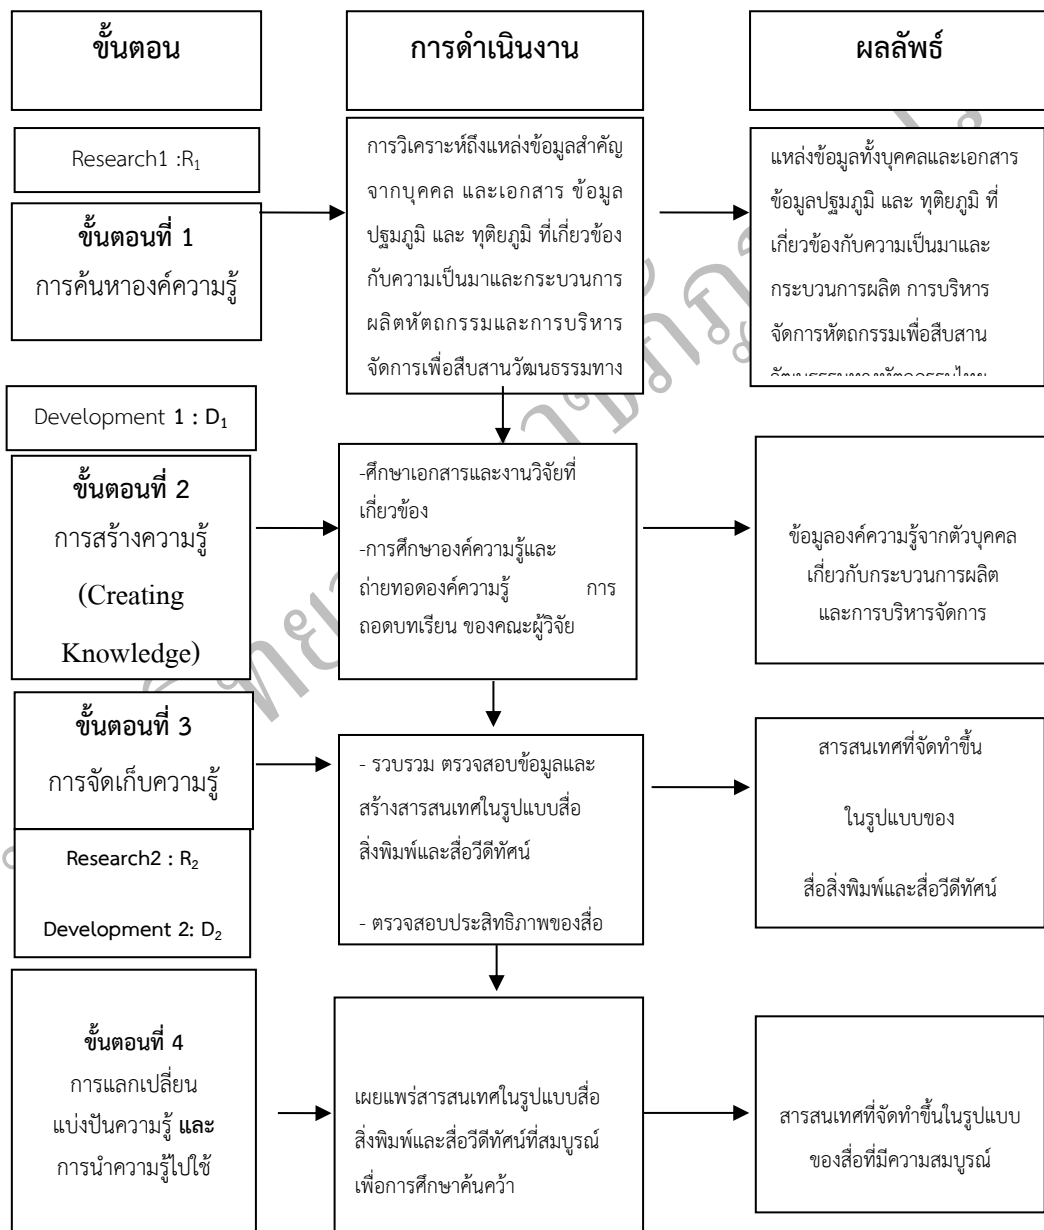 ขั้นตอน
การดำเนินงาน
ผลลัพธ์
Research1 :R1
ขั้นตอนที่ 1
การค้นหาองค์ความรู้
การวิเคราะห์ถึงแหล่งข้อมูลสำคัญ
จากบุคคล และเอกสาร ข้อมูล
ปฐมภูมิ และ ทุติยภูมิ ที่เกี่ยวข้อง
กับความเป็นมาและกระบวนการ
ผลิตหัตถกรรมและการบริหาร
จัดการเพื่อสืบสานวัฒนธรรมทาง
แหล่งข้อมูลทั้งบุคคลและเอกสาร
ข้อมูลปฐมภูมิ และ ทุติยภูมิ ที่
เกี่ยวข้องกับความเป็นมาและ
กระบวนการผลิต การบริหาร
จัดการหัตถกรรมเพื่อสืบสาน
วัฒนธรรมทางหัตถกรรมไทย
Development 1 : D1
ขั้นตอนที่ 2
การสร้างความรู้
(Creating
Knowledge)
-ศึกษาเอกสารและงานวิจัยที่
เกี่ยวข้อง
-การศึกษาองค์ความรู้และ
ถ่ายทอดองค์ความรู้ การ
ถอดบทเรียน ของคณะผู้วิจัย
ข้อมูลองค์ความรู้จากตัวบุคคล
เกี่ยวกับกระบวนการผลิต
และการบริหารจัดการ
ขั้นตอนที่ 3
การจัดเก็บความรู้
Research2 : R2
Development 2: D2
- รวบรวม ตรวจสอบข้อมูลและ
สร้างสารสนเทศในรูปแบบสื่อ
สิ่งพิมพ์และสื่อวีดีทัศน์
- ตรวจสอบประสิทธิภาพของสื่อ
สารสนเทศที่จัดทำขึ้น
ในรูปแบบของ
สื่อสิ่งพิมพ์และสื่อวีดีทัศน์
ขั้นตอนที่ 4
การแลกเปลี่ยน
แบ่งปันความรู้ และ
การนำความรู้ไปใช้
เผยแพร่สารสนเทศในรูปแบบสื่อ
สิ่งพิมพ์และสื่อวีดีทัศน์ที่สมบูรณ์
เพื่อการศึกษาค้นคว้า
สารสนเทศที่จัดทำขึ้นในรูปแบบ
ของสื่อที่มีความสมบูรณ์